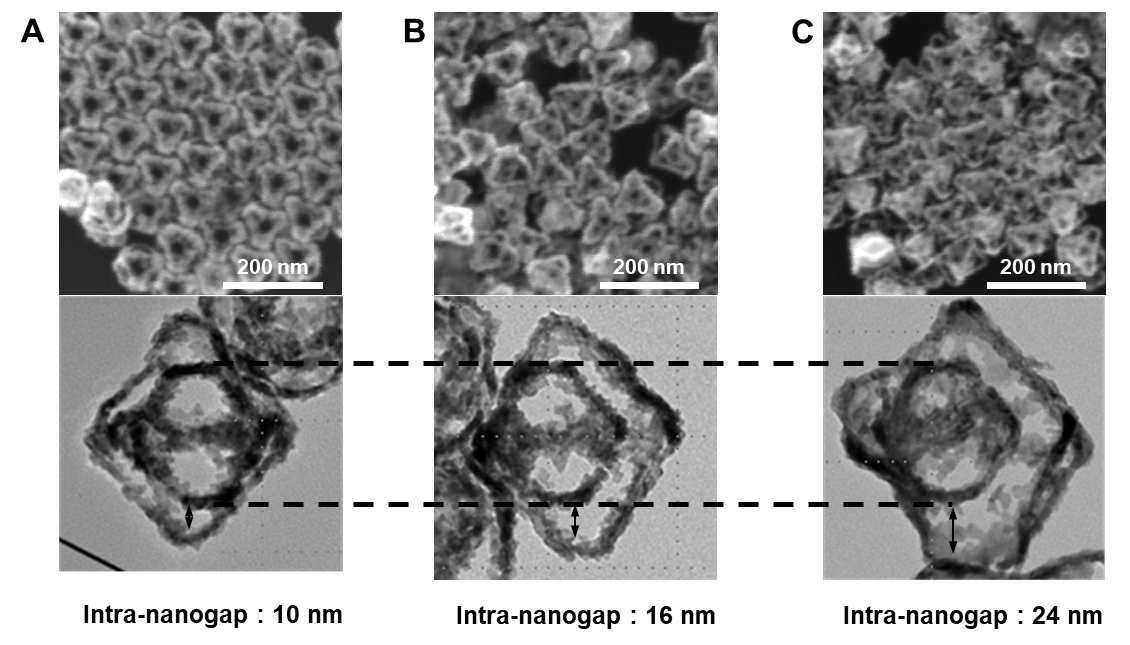 A
B
C
200 nm
200 nm
200 nm
Intra-nanogap : 10 nm
Intra-nanogap : 16 nm
Intra-nanogap : 24 nm